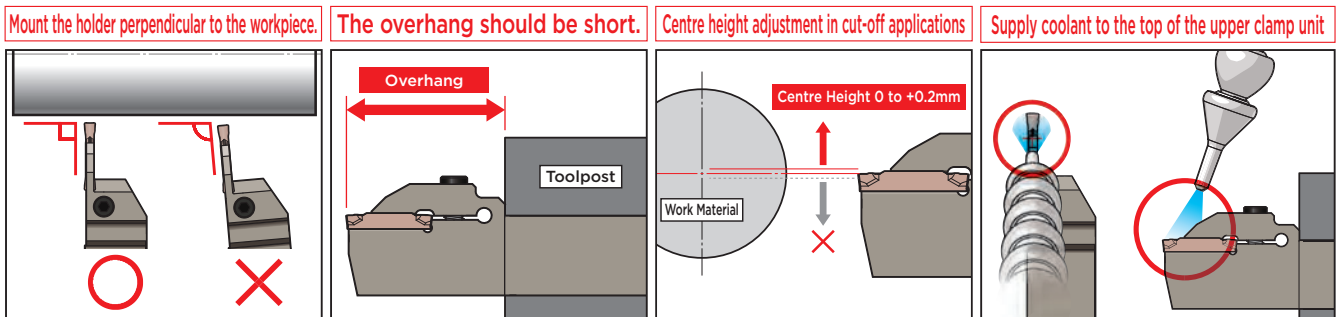 Mount the holder perpendicular to the workpiece.
The overhang should be short.
Overhang
Toolpost
Centre height adjustment in cut-off applications
Centre Height 0 to +0.2mm
Work Material
Supply coolant to the top of the upper clamp unit